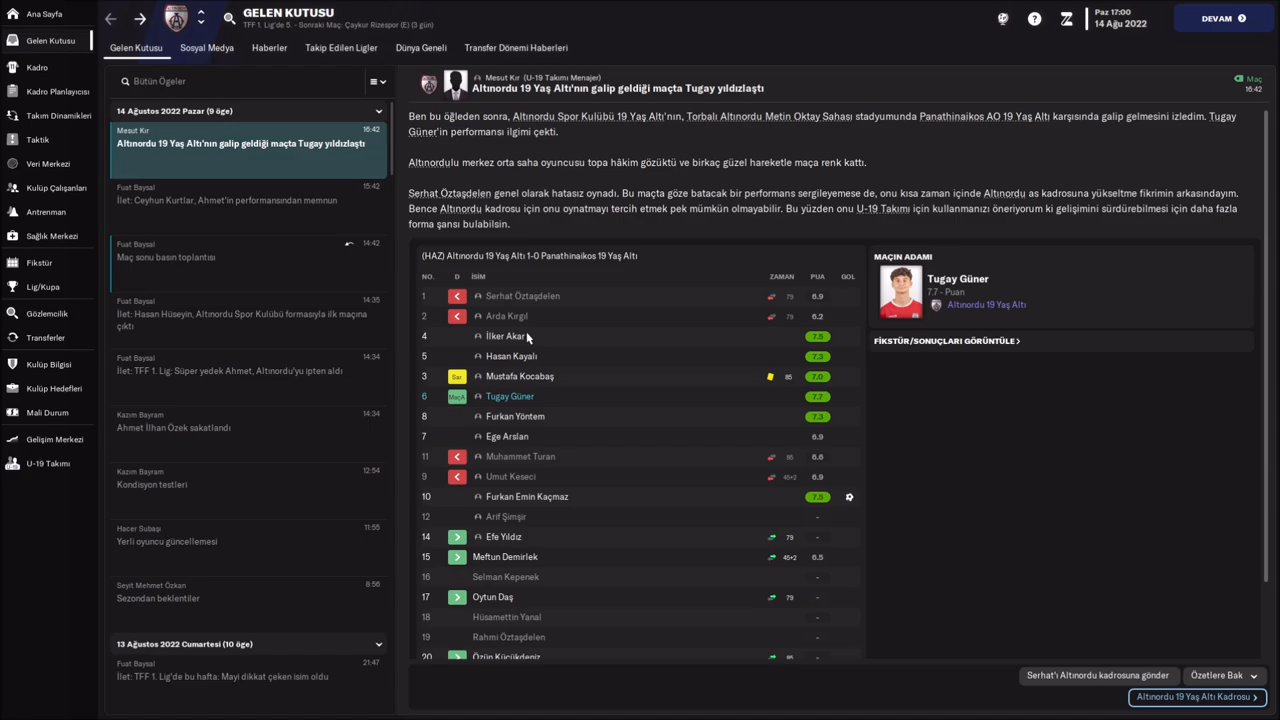 Ana Sayfa
Gelen Kutusu
Kadro
Kadro Planlayıcısı
Takım Dinamikleri
Taktik
Veri Merkezi
Kulüp Çalışanları
Antrenman
Sağlık Merkezi
Fikstür
Lig/Kupa
Gözlemcilik
Transferler
Kulüp Bilgisi
Kulüp Hedefleri
Mali Durum
Gelişim Merkezi
U-19 Takımı
GELEN KUTUSU
TFF 1. Lig'de 5. - Sonraki Maç: Çaykur Rizespor (E) (3 gün)
Paz 17:00
14 Ağu 2022
DEVAM
Gelen Kutusu Sosyal Medya Haberler Takip Edilen Ligler Dünya Geneli Transfer Dönemi Haberleri
Bütün Ögeler
14 Ağustos 2022 Pazar (9 öge)
Mesut Kır 16:42
Altınordu 19 Yaş Altı'nın galip geldiği maçta Tugay yıldızlaştı
Fuat Baysal 15:42
İlet: Ceyhun Kurtlar, Ahmet'in performansından memnun
Fuat Baysal 14:42
Maç sonu basın toplantısı
Fuat Baysal 14:35
İlet: Hasan Hüseyin, Altınordu Spor Kulübü formasıyla ilk maçına
çıktı
Fuat Baysal 14:34
İlet: TFF 1. Lig: Süper yedek Ahmet, Altınordu'yu ipten aldı
Kazım Bayram 14:34
Ahmet İlhan Özek sakatlandı
Kazım Bayram 12:54
Kondisyon testleri
Hacer Subaşı 11:55
Yerli oyuncu güncellemesi
Seyit Mehmet Özkan 8:56
Sezondan beklentiler
13 Ağustos 2022 Cumartesi (10 öge)
Fuat Baysal 21:47
İlet: TFF 1. Lig'de bu hafta: Mayi dikkat çeken isim oldu
Mesut Kır (U-19 Takımı Menajer)
Altınordu 19 Yaş Altı'nın galip geldiği maçta Tugay yıldızlaştı
Maç
16:42
Ben bu öğleden sonra, Altınordu Spor Kulübü 19 Yaş Altı'nın, Torbalı Altınordu Metin Oktay Sahası stadyumunda Panathinaikos AO 19 Yaş Altı karşısında galip gelmesini izledim. Tugay
Güner'in performansı ilgimi çekti.
Altınordulu merkez orta saha oyuncusu topa hâkim gözüktü ve birkaç güzel hareketle maça renk kattı.
Serhat Öztaşdelen genel olarak hatasız oynadı. Bu maçta göze batacak bir performans sergileyemese de, onu kısa zaman içinde Altınordu as kadrosuna yükseltme fikrimin arkasındayım.
Bence Altınordu kadrosu için onu oynatmayı tercih etmek pek mümkün olmayabilir. Bu yüzden onu U-19 Takımı için kullanmanızı öneriyorum ki gelişimini sürdürebilmesi için daha fazla
forma şansı bulabilsin.
(HAZ) Altınordu 19 Yaş Altı 1-0 Panathinaikos 19 Yaş Altı
NO. D İSİM ZAMAN PUA GOL
1 Serhat Öztaşdelen 79 6.9
2 Arda Kırgıl 79 6.2
4 İlker Akar 7.5
5 Hasan Kayalı 7.3
3 Sar Mustafa Kocabaş 85 7.0
6 MaçA Tugay Güner 7.7
8 Furkan Yöntem 7.3
7 Ege Arslan 6.9
11 Muhammet Turan 85 6.6
9 Umut Keseci 45+2 6.9
10 Furkan Emin Kaçmaz 7.5
12 Arif Şimşir -
14 Efe Yıldız 79 -
15 Meftun Demirlek 45+2 6.5
16 Selman Kepenek -
17 Oytun Daş 79 -
18 Hüsamettin Yanal -
19 Rahmi Öztaşdelen -
20 Özün Küçükdeniz 85 -
MAÇIN ADAMI
Tugay Güner
7.7 - Puan
Altınordu 19 Yaş Altı
FİKSTÜR/SONUÇLARI GÖRÜNTÜLE >
Serhat'ı Altınordu kadrosuna gönder
Özetlere Bak
Altınordu 19 Yaş Altı Kadrosu >